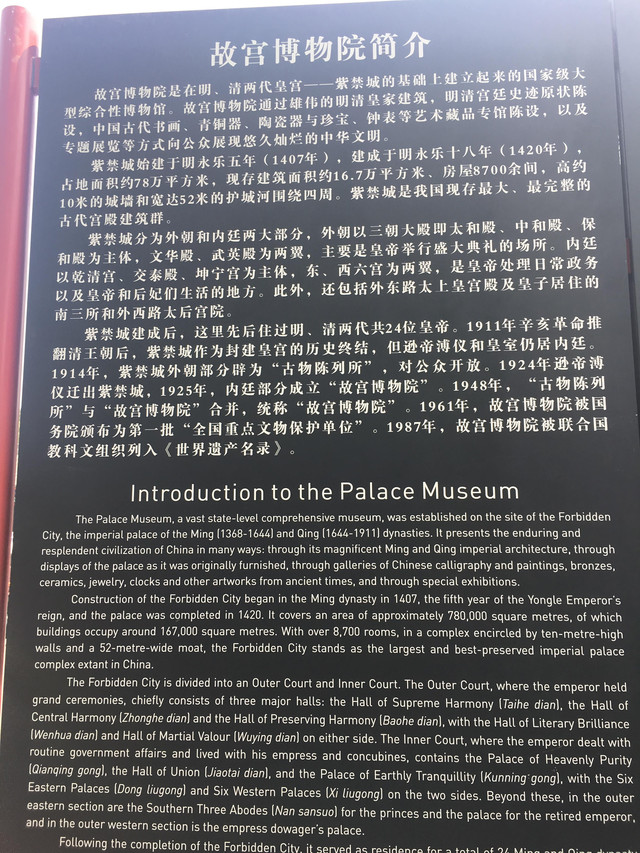 故宫博物院简介
故宫博物院是在明、清两代皇宫——紫禁城的基础上建立起来的国家级大
型综合性博物馆。故宫博物院通过雄伟的明清皇家建筑，明清宫廷史迹原状陈
设，中国古代书画、青铜器、陶瓷器与珍宝、钟表等艺术藏品专馆陈设，以及
专题展览等方式向公众展现悠久灿烂的中华文明。
紫禁城始建于明永乐五年（1407年），建成于明永乐十八年（1420年），
占地面积约78万平方米，现存建筑面积约16.7万平方米、房屋8700余间，高约
10米的城墙和宽达52米的护城河围绕四周。紫禁城是我国现存最大、最完整的
古代宫殿建筑群。
紫禁城分为外朝和内廷两大部分，外朝以三朝大殿即太和殿、中和殿、保
和殿为主体，文华殿、武英殿为两翼，主要是皇帝举行盛大典礼的场所。内廷
以乾清宫、交泰殿、坤宁宫为主体，东、西六宫为两翼，是皇帝处理日常政务
以及皇帝和后妃们生活的地方。此外，还包括外东路太上皇宫殿及皇子居住的
南三所和外西路太后宫院。
紫禁城建成后，这里先后住过明、清两代共24位皇帝。1911年辛亥革命推
翻清王朝后，紫禁城作为封建皇宫的历史终结，但逊帝溥仪和皇室仍居内廷。
1914年，紫禁城外朝部分辟为“古物陈列所”，对公众开放。1924年逊帝溥
仪迁出紫禁城，1925年，内廷部分成立“故宫博物院”。1948年，“古物陈列
所”与“故宫博物院”合并，统称“故宫博物院”。1961年，故宫博物院被国
务院颁布为第一批“全国重点文物保护单位”。1987年，故宫博物院被联合国
教科文组织列入《世界遗产名录》。
Introduction to the Palace Museum
The Palace Museum, a vast state-level comprehensive museum, was established on the site of the Forbidden
City, the imperial palace of the Ming (1368-1644) and Qing (1644-1911) dynasties. It presents the enduring and
resplendent civilization of China in many ways: through its magnificent Ming and Qing imperial architecture, through
displays of the palace as it was originally furnished, through galleries of Chinese calligraphy and paintings, bronzes,
ceramics, jewelry, clocks and other artworks from ancient times, and through special exhibitions.
Construction of the Forbidden City began in the Ming dynasty in 1407, the fifth year of the Yongle Emperor's
reign, and the palace was completed in 1420. It covers an area of approximately 780,000 square metres, of which
buildings occupy around 167,000 square metres. With over 8,700 rooms, in a complex encircled by ten-metre-high
walls and a 52-metre-wide moat, the Forbidden City stands as the largest and best-preserved imperial palace
complex extant in China.
The Forbidden City is divided into an Outer Court and Inner Court. The Outer Court, where the emperor held
grand ceremonies, chiefly consists of three major halls: the Hall of Supreme Harmony (Taihe dian), the Hall of
Central Harmony (Zhonghe dian) and the Hall of Preserving Harmony (Baohe dian), with the Hall of Literary Brilliance
(Wenhua dian) and Hall of Martial Valour (Wuying dian) on either side. The Inner Court, where the emperor dealt with
routine government affairs and lived with his empress and concubines, contains the Palace of Heavenly Purity
(Qianqing gong), the Hall of Union (Jiaotai dian), and the Palace of Earthly Tranquillity (Kunning gong), with the Six
Eastern Palaces (Dong liugong) and Six Western Palaces (Xi liugong) on the two sides. Beyond these, in the outer
eastern section are the Southern Three Abodes (Nan sansuo) for the princes and the palace for the retired emperor,
and in the outer western section is the empress dowager's palace.
Following the completion of the Forbidden City, it served as residence for a total of 24 Ming and Qing dynasty